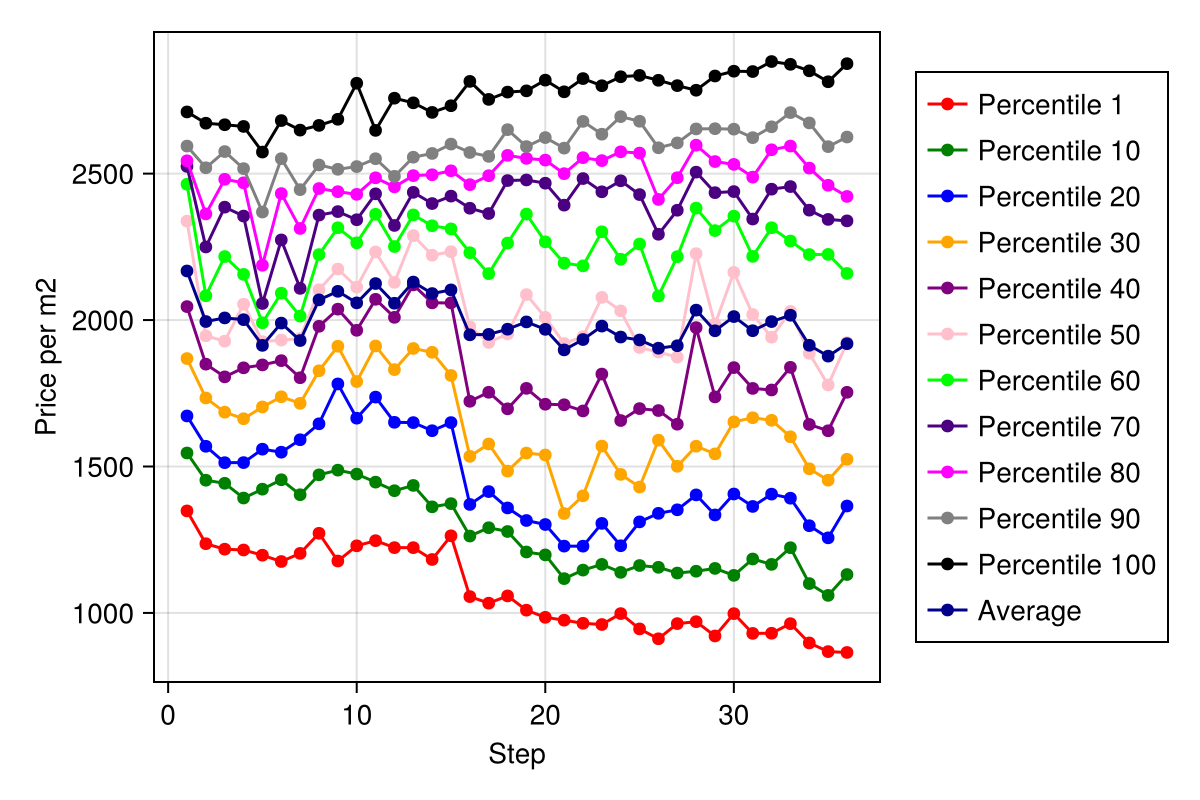 Price per m2
2500
2000
1500
1000
0
10
20
30
Step
Percentile 1
Percentile 10
Percentile 20
Percentile 30
Percentile 40
Percentile 50
Percentile 60
Percentile 70
Percentile 80
Percentile 90
Percentile 100
Average